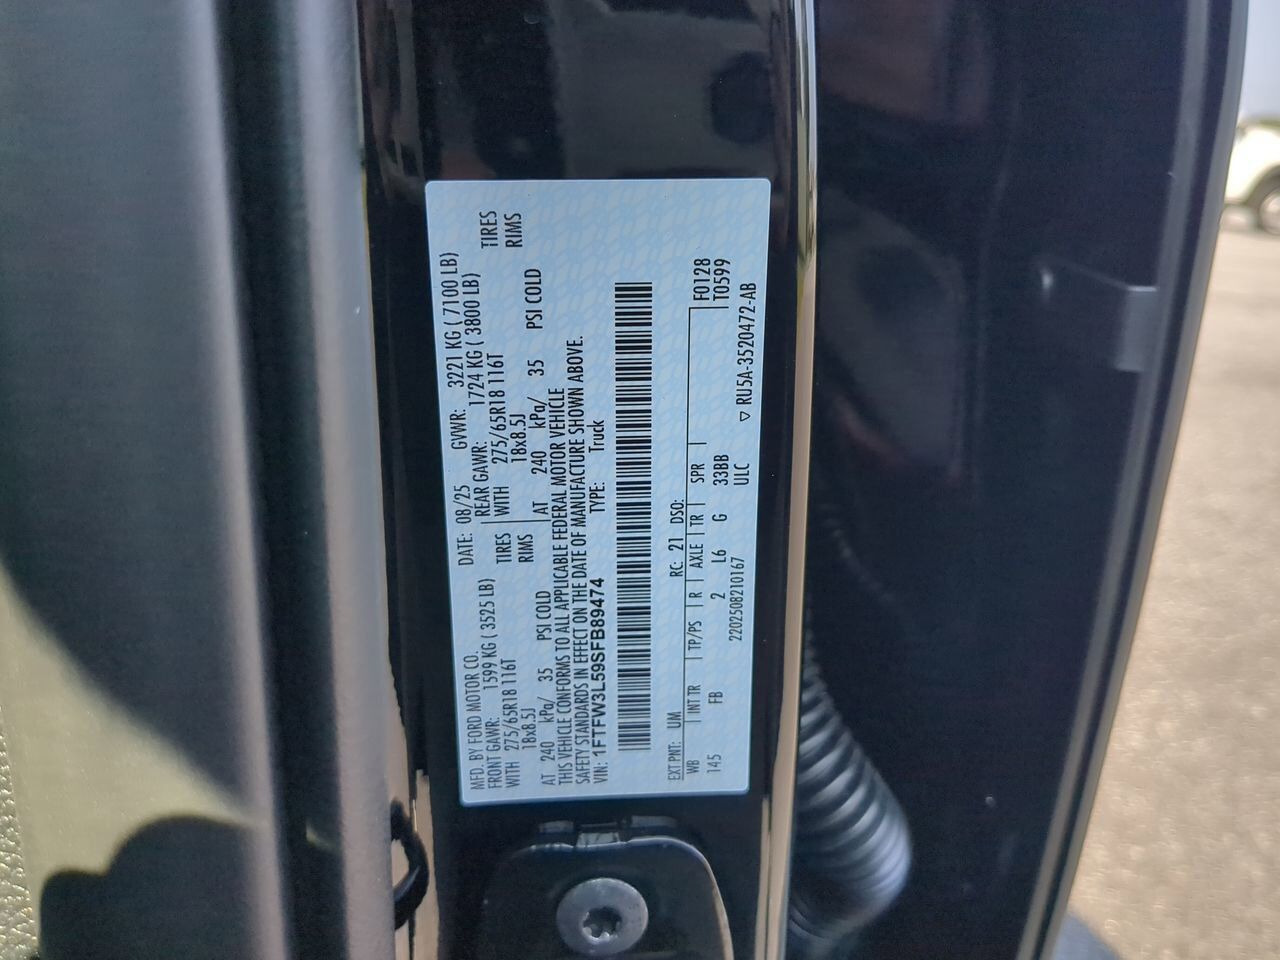 MFD. BY FORD MOTOR CO. DATE: 08/25 GVWR: 3221 KG ( 7100 LB)
FRONT GAWR: 1599 KG ( 3525 LB) REAR GAWR: 1724 KG ( 3800 LB)
WITH 275/65R18 116T TIRES WITH 275/65R18 116T TIRES
18x8.5J RIMS 18x8.5J RIMS
AT 240 kPa/ 35 PSI COLD AT 240 kPa/ 35 PSI COLD
THIS VEHICLE CONFORMS TO ALL APPLICABLE FEDERAL MOTOR VEHICLE
SAFETY STANDARDS IN EFFECT ON THE DATE OF MANUFACTURE SHOWN ABOVE.
VIN: 1FTFW3L59SFB89474 TYPE: Truck
EXT PNT: UM RC: 21 DSO:
WB INT TR TP/PS R AXLE TR SPR F0128
145 FB 2 L6 G 33BB T0599
2202508210167 ULC ▽ RU5A-3520472-AB